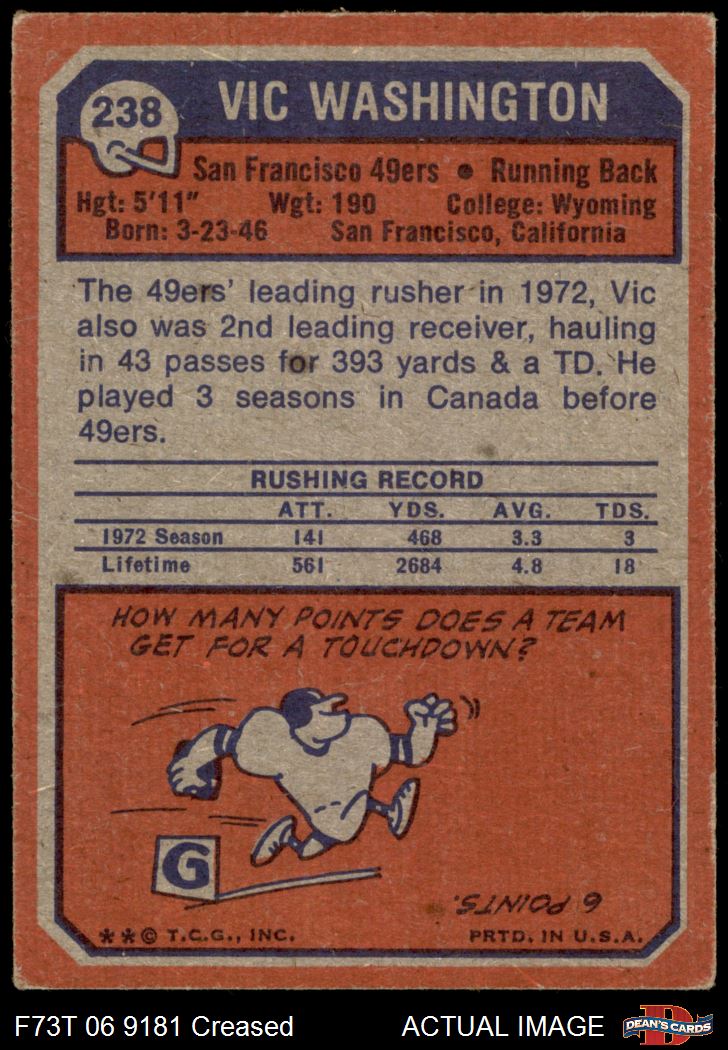 238
VIC WASHINGTON
San Francisco 49ers • Running Back
Hgt: 5'11" Wgt: 190 College: Wyoming
Born: 3-23-46 San Francisco, California
The 49ers' leading rusher in 1972, Vic
also was 2nd leading receiver, hauling
in 43 passes for 393 yards & a TD. He
played 3 seasons in Canada before
49ers.
RUSHING RECORD
ATT. YDS. AVG. TDS.
1972 Season 141 468 3.3 3
Lifetime 561 2684 4.8 18
HOW MANY POINTS DOES A TEAM
GET FOR A TOUCHDOWN?
G
6 POINTS.
**© T.C.G., INC. PRTD. IN U.S.A.
F73T 06 9181 Creased ACTUAL IMAGE
D
DEAN'S CARDS